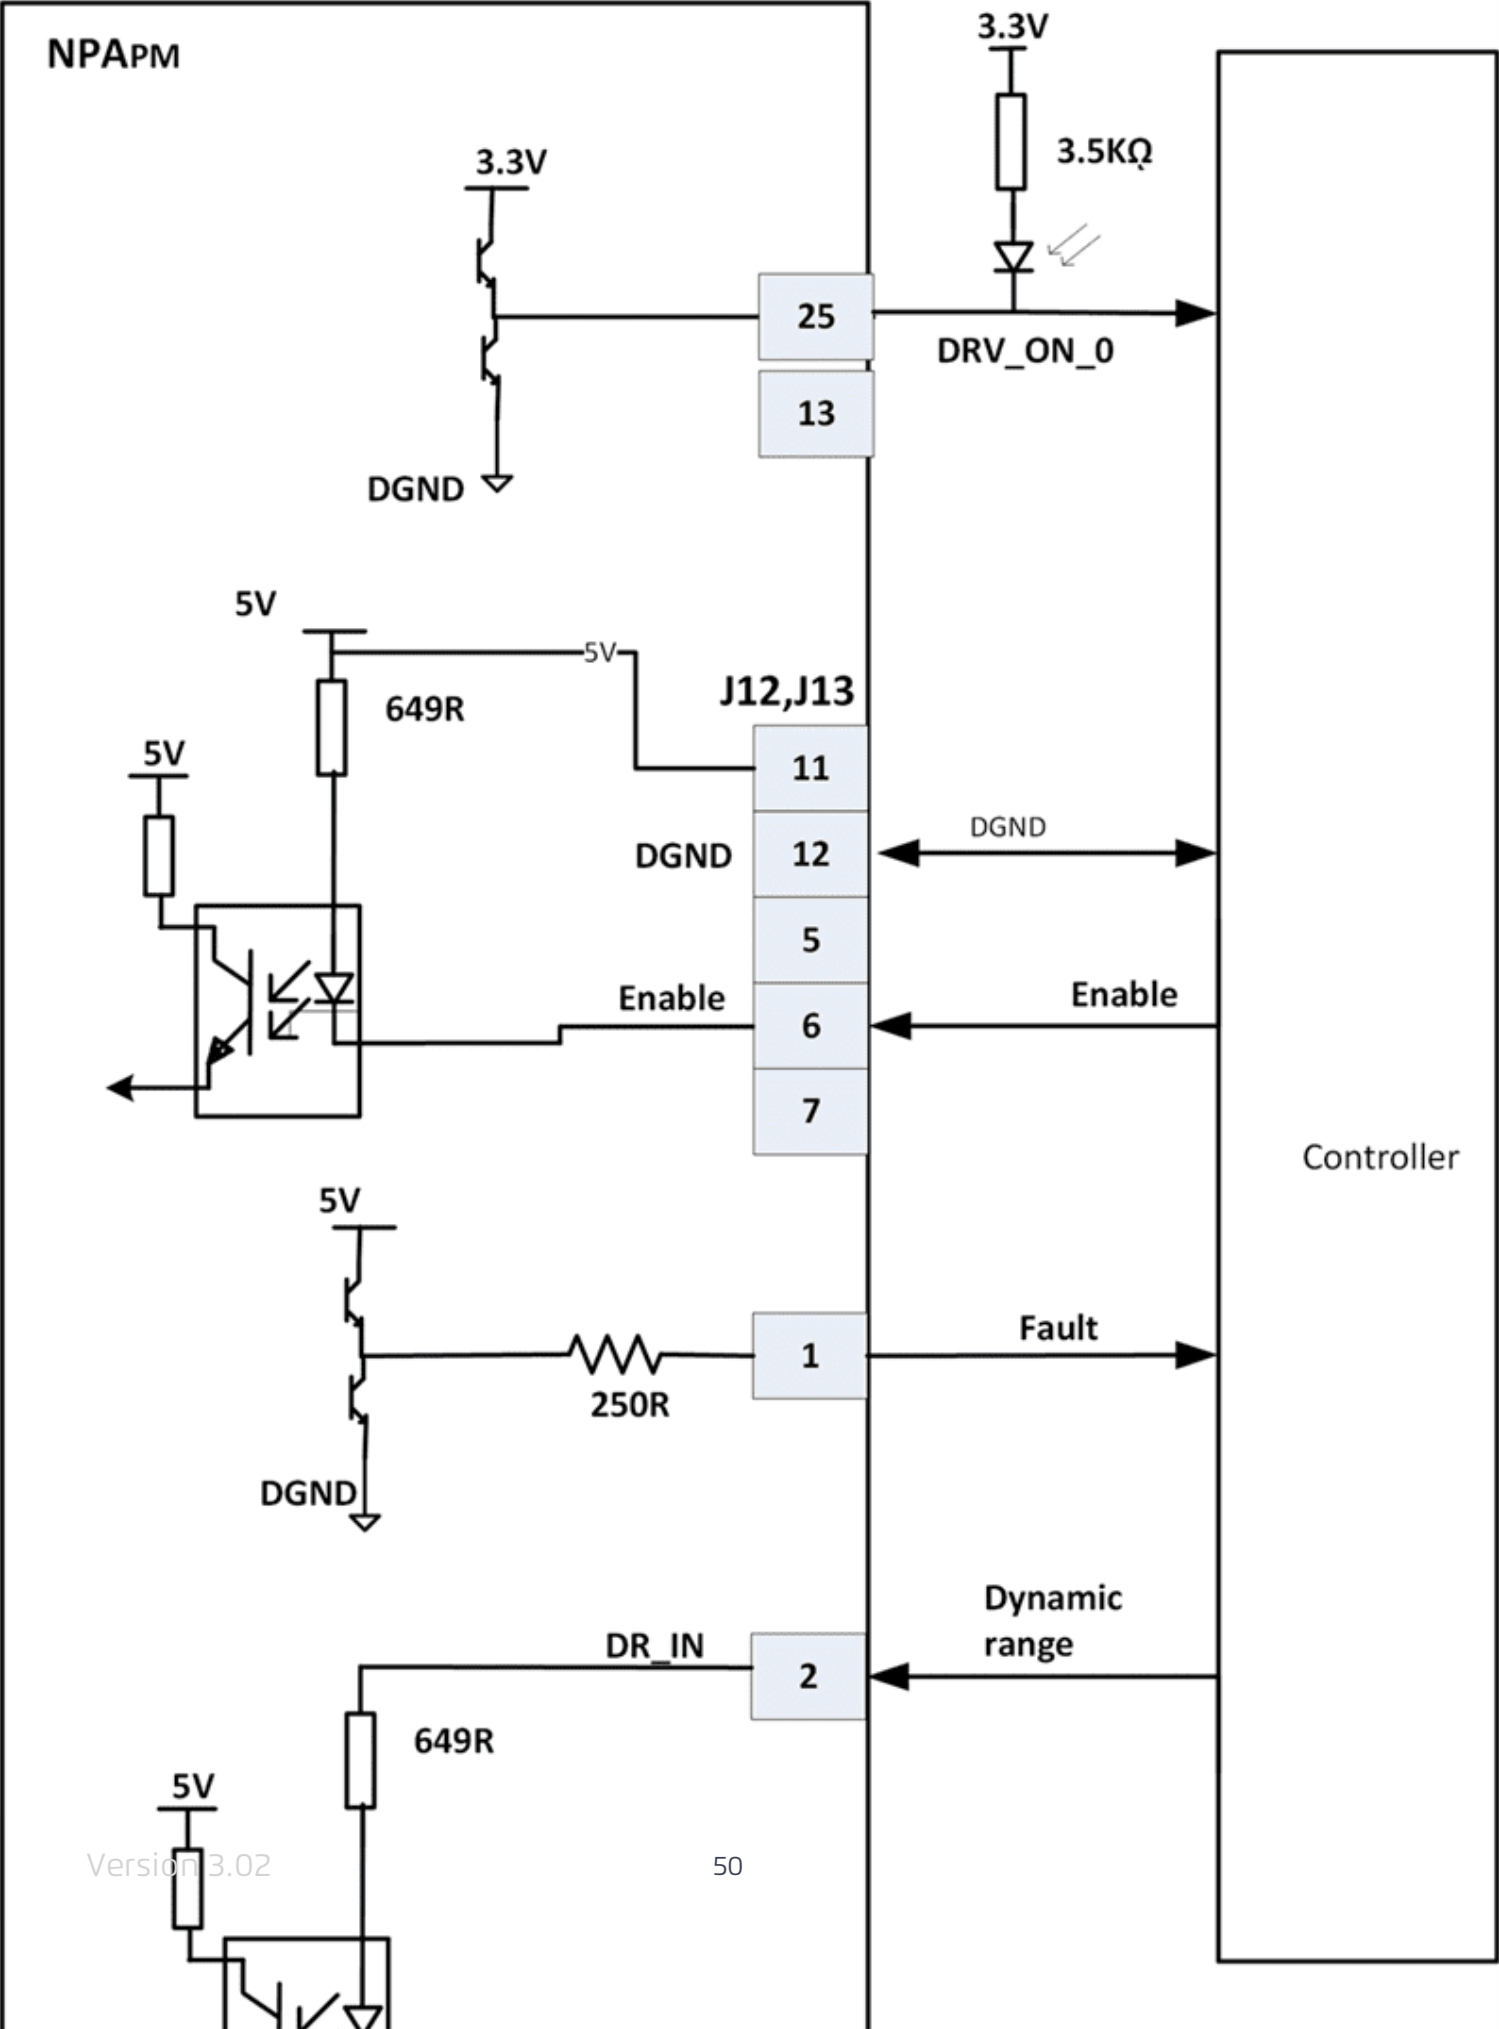 NPAPM
3.3V
3.5KΩ
3.3V
25
DRV_ON_0
13
DGND
5V
5V
649R
J12,J13
5V
11
DGND
DGND
12
5
Enable
Enable
6
7
Controller
5V
Fault
1
250R
DGND
Dynamic
range
DR_IN
2
649R
5V
Version 3.02
50